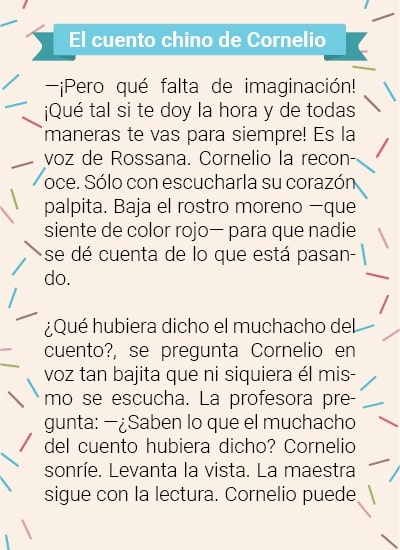 El cuento chino de Cornelio
—¡Pero qué falta de imaginación!
¡Qué tal si te doy la hora y de todas
maneras te vas para siempre! Es la
voz de Rossana. Cornelio la recon-
oce. Sólo con escucharla su corazón
palpita. Baja el rostro moreno —que
siente de color rojo— para que nadie
se dé cuenta de lo que está pasan-
do.
¿Qué hubiera dicho el muchacho del
cuento?, se pregunta Cornelio en
voz tan bajita que ni siquiera él mis-
mo se escucha. La profesora pre-
gunta: —¿Saben lo que el muchacho
del cuento hubiera dicho? Cornelio
sonríe. Levanta la vista. La maestra
sigue con la lectura. Cornelio puede